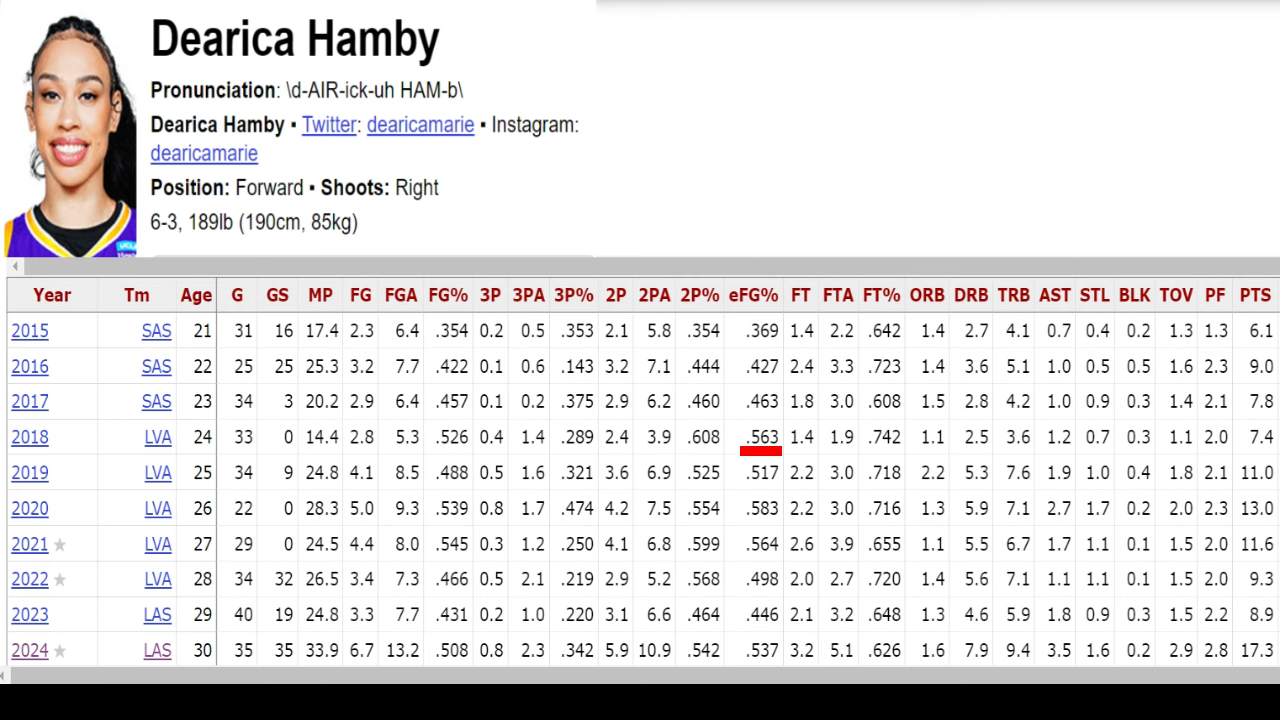 Dearica Hamby
Pronunciation: \d-AIR-ick-uh HAM-b\
Dearica Hamby ▪ Twitter: dearicamarie ▪ Instagram:
dearicamarie
Position: Forward ▪ Shoots: Right
6-3, 189lb (190cm, 85kg)
Year Tm Age G GS MP FG FGA FG% 3P 3PA 3P% 2P 2PA 2P% eFG% FT FTA FT% ORB DRB TRB AST STL BLK TOV PF PTS
2015 SAS 21 31 16 17.4 2.3 6.4 .354 0.2 0.5 .353 2.1 5.8 .354 .369 1.4 2.2 .642 1.4 2.7 4.1 0.7 0.4 0.2 1.3 1.3 6.1
2016 SAS 22 25 25 25.3 3.2 7.7 .422 0.1 0.6 .143 3.2 7.1 .444 .427 2.4 3.3 .723 1.4 3.6 5.1 1.0 0.5 0.5 1.6 2.3 9.0
2017 SAS 23 34 3 20.2 2.9 6.4 .457 0.1 0.2 .375 2.9 6.2 .460 .463 1.8 3.0 .608 1.5 2.8 4.2 1.0 0.9 0.3 1.4 2.1 7.8
2018 LVA 24 33 0 14.4 2.8 5.3 .526 0.4 1.4 .289 2.4 3.9 .608 .563 1.4 1.9 .742 1.1 2.5 3.6 1.2 0.7 0.3 1.1 2.0 7.4
2019 LVA 25 34 9 24.8 4.1 8.5 .488 0.5 1.6 .321 3.6 6.9 .525 .517 2.2 3.0 .718 2.2 5.3 7.6 1.9 1.0 0.4 1.8 2.1 11.0
2020 LVA 26 22 0 28.3 5.0 9.3 .539 0.8 1.7 .474 4.2 7.5 .554 .583 2.2 3.0 .716 1.3 5.9 7.1 2.7 1.7 0.2 2.0 2.3 13.0
2021 ★ LVA 27 29 0 24.5 4.4 8.0 .545 0.3 1.2 .250 4.1 6.8 .599 .564 2.6 3.9 .655 1.1 5.5 6.7 1.7 1.1 0.1 1.5 2.0 11.6
2022 ★ LVA 28 34 32 26.5 3.4 7.3 .466 0.5 2.1 .219 2.9 5.2 .568 .498 2.0 2.7 .720 1.4 5.6 7.1 1.1 1.1 0.1 1.5 2.0 9.3
2023 LAS 29 40 19 24.8 3.3 7.7 .431 0.2 1.0 .220 3.1 6.6 .464 .446 2.1 3.2 .648 1.3 4.6 5.9 1.8 0.9 0.3 1.5 2.2 8.9
2024 ★ LAS 30 35 35 33.9 6.7 13.2 .508 0.8 2.3 .342 5.9 10.9 .542 .537 3.2 5.1 .626 1.6 7.9 9.4 3.5 1.6 0.2 2.9 2.8 17.3